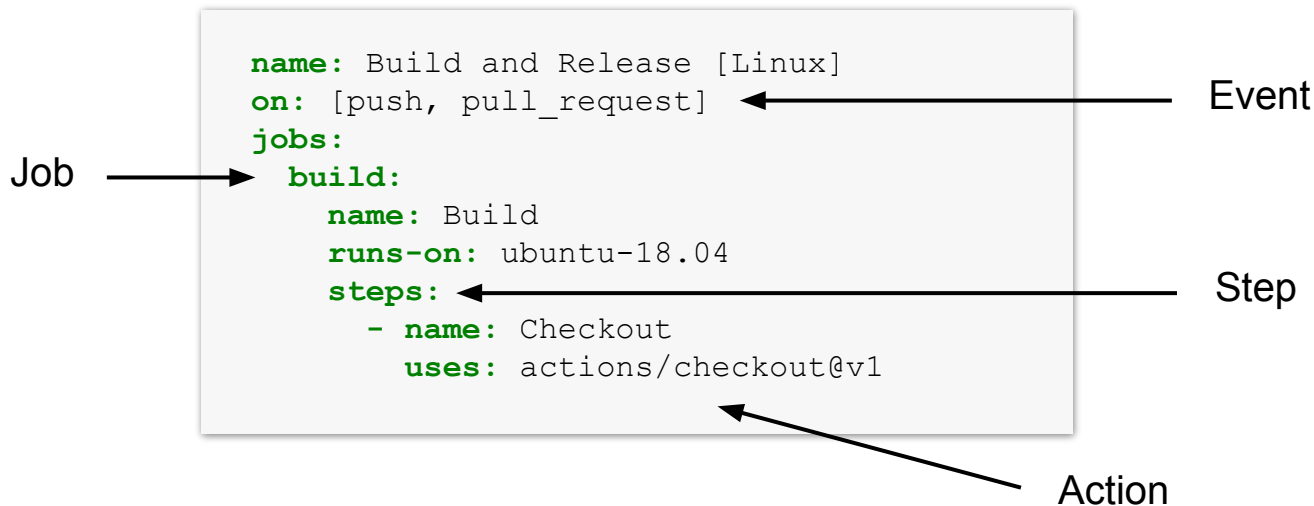 name: Build and Release [Linux]
on: [push, pull_request]
Event
jobs:
Job
build:
name: Build
runs-on: ubuntu-18.04
steps:
Step
- name: Checkout
uses: actions/checkout@v1
Action